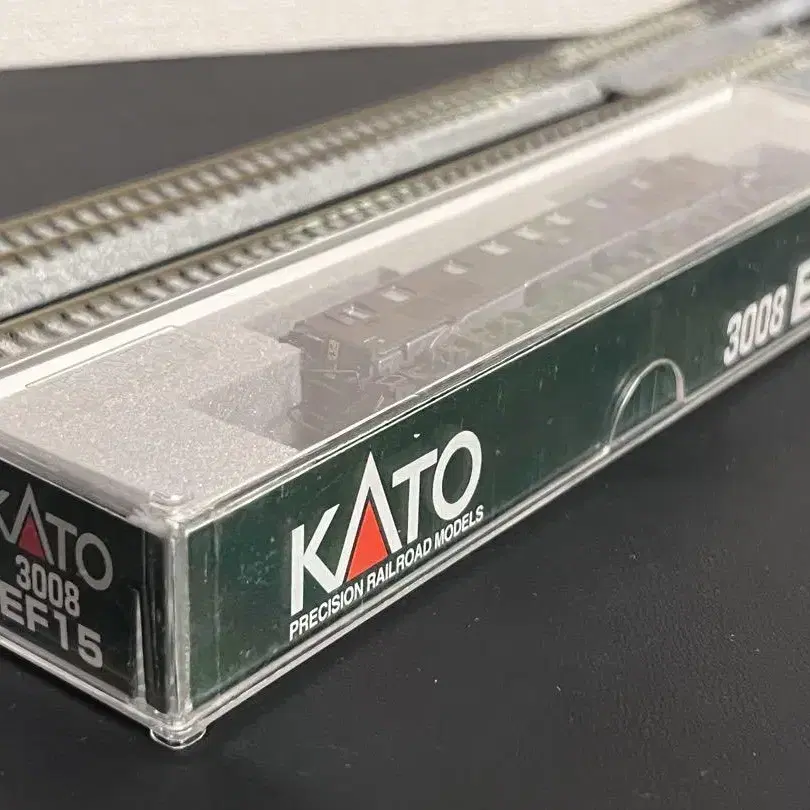 KATO
3008
EF15
KATO
PRECISION RAILROAD MODELS
3008 E